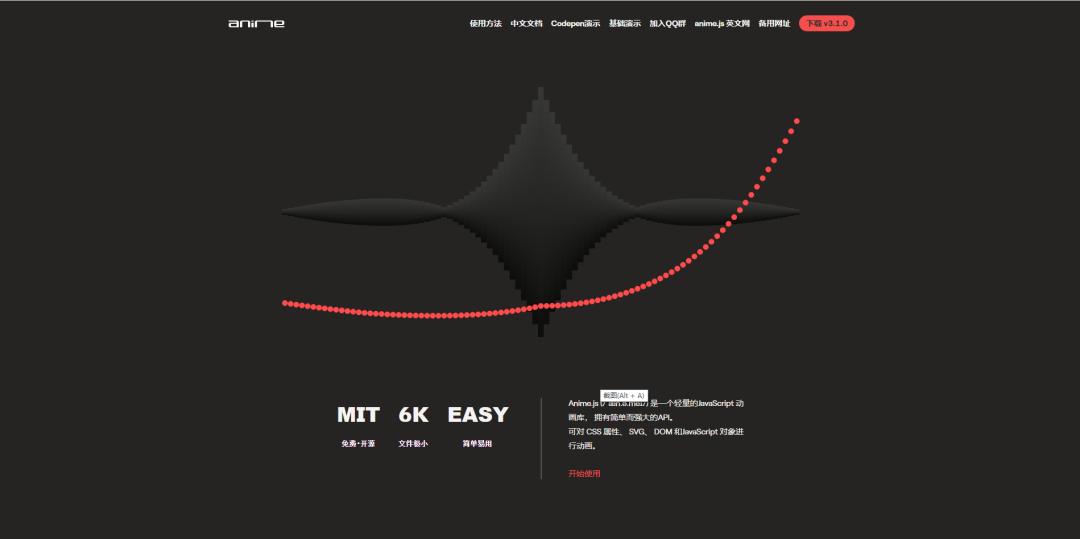 anime
使用方法 中文文档 Codepen演示 基础演示 加入QQ群 anime.js 英文网 备用网址 下载 v3.1.0
MIT 6K EASY
免费·开源 文件极小 简单易用
截图(Alt + A)
Anime.js 是一个轻量的JavaScript 动
画库， 拥有简单而强大的API。
可对 CSS 属性、 SVG、 DOM 和JavaScript 对象进
行动画。
开始使用